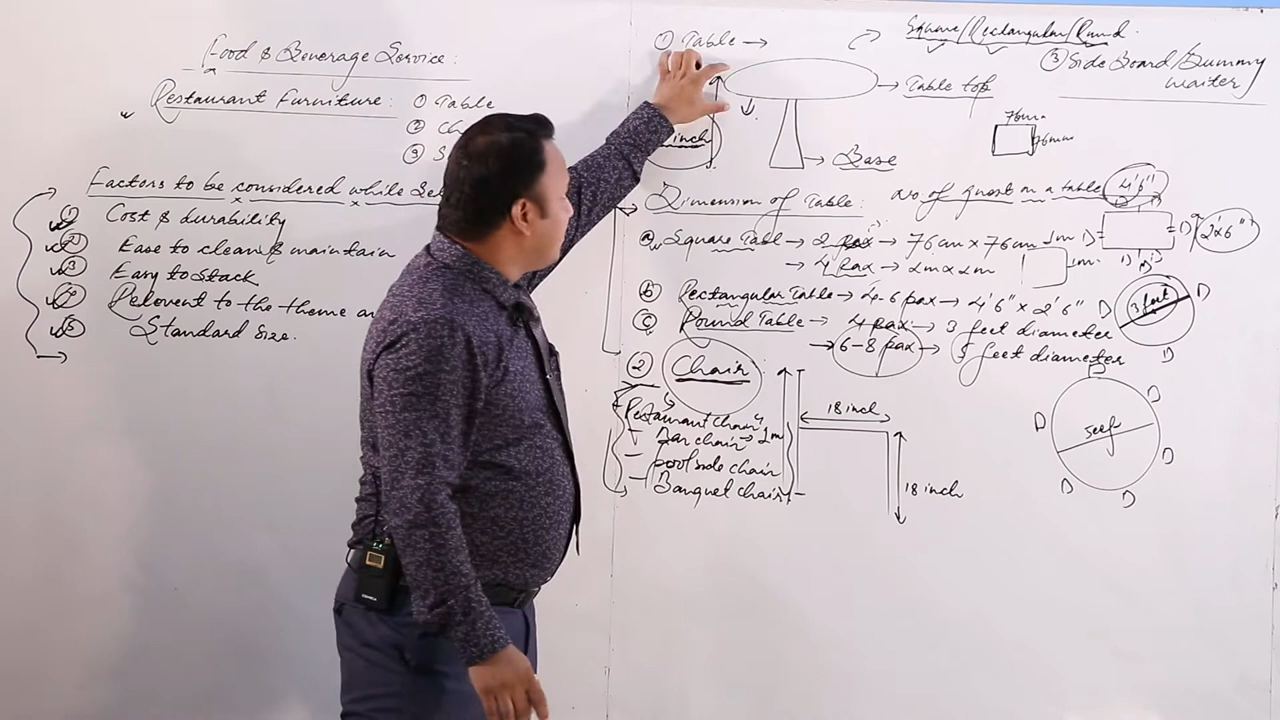 Food & Beverage Service:
Restaurant Furniture: ① Table
②
③ S
Factors to be considered while Sel
① Cost & durability
② Ease to clean & maintain
③ Easy to Stack
④ Relevent to the theme an
⑤ Standard Size.
① Table →
Square/Rectangular/Round.
③ Side Board/Dummy
waiter
→ Table top
inch
→ Base
76cm
Dimension of Table: No of guest on a table
4'6"
2'x6"
ⓐ Square Table → 2 Pax → 76cm x 76cm 1m
1m
→ 4 Pax → 1m x 1m
ⓑ Rectangular Table → 4-6 pax → 4'6" x 2'6"
ⓒ Round Table → 4 pax → 3 feet diameter
3 feet
→ 6-8 pax → 5 feet diameter
② Chair
Restaurant chair
Bar chair → 1m
pool side chair
Banquet chair
18 inch
18 inch